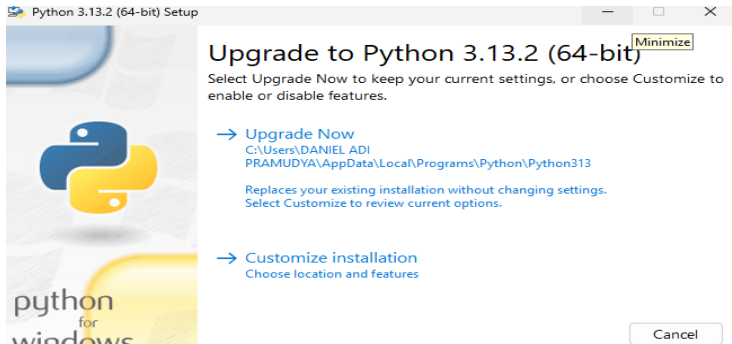 Python 3.13.2 (64-bit) Setup
Minimize
Upgrade to Python 3.13.2 (64-bit)
Select Upgrade Now to keep your current settings, or choose Customize to
enable or disable features.
Upgrade Now
C:\Users\DANIEL ADI
PRAMUDYA\AppData\Local\Programs\Python\Python313
Replaces your existing installation without changing settings.
Select Customize to review current options.
Customize installation
Choose location and features
python
for
windows
Cancel